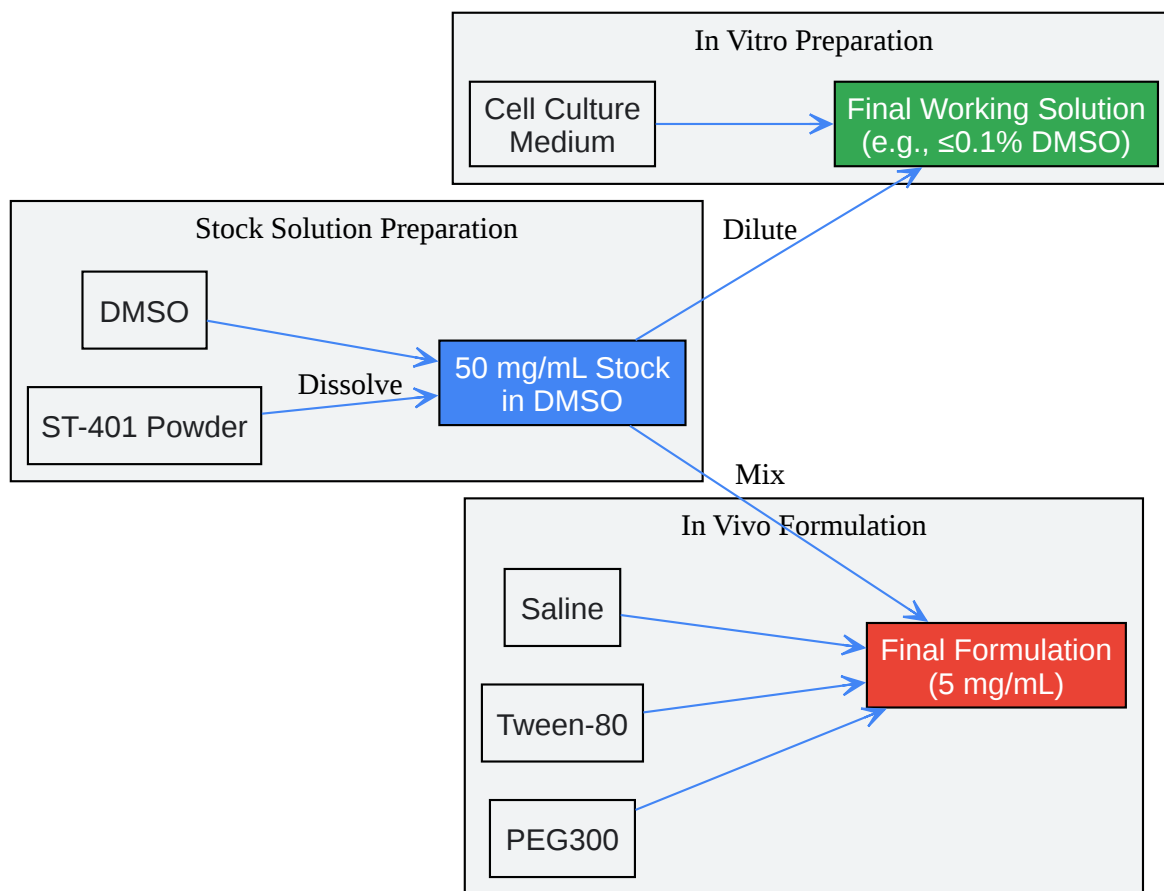 In Vitro Preparation
Cell Culture
Medium
Final Working Solution
(e.g., ≤0.1% DMSO)
Stock Solution Preparation
Dilute
DMSO
ST-401 Powder
Dissolve
50 mg/mL Stock
in DMSO
Mix
In Vivo Formulation
Saline
Tween-80
PEG300
Final Formulation
(5 mg/mL)